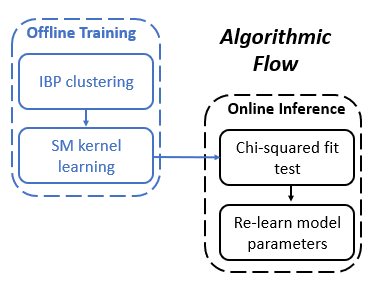 Offline Training
Algorithmic
Flow
IBP clustering
SM kernel
learning
Online Inference
Chi-squared fit
test
Re-learn model
parameters